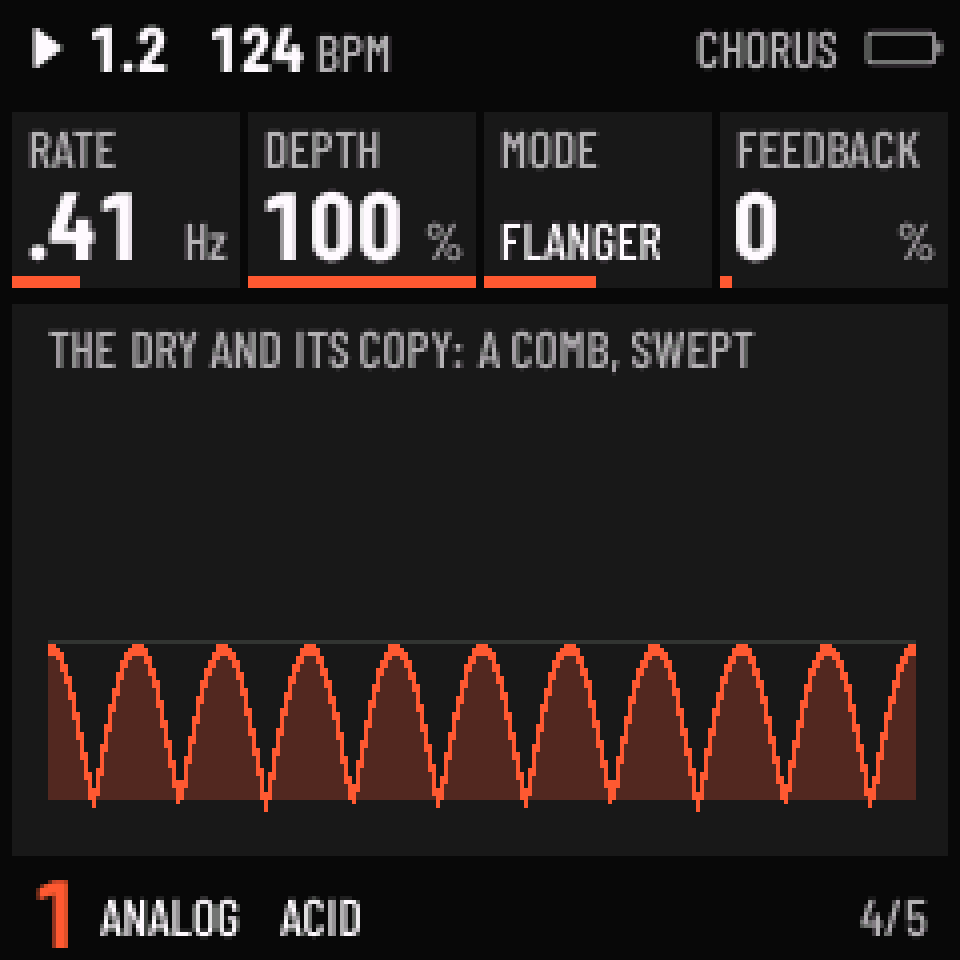 1.2 124 BPM CHORUS
RATE DEPTH MODE FEEDBACK
.41 Hz 100 % FLANGER 0 %
THE DRY AND ITS COPY: A COMB, SWEPT
1 ANALOG ACID 4/5